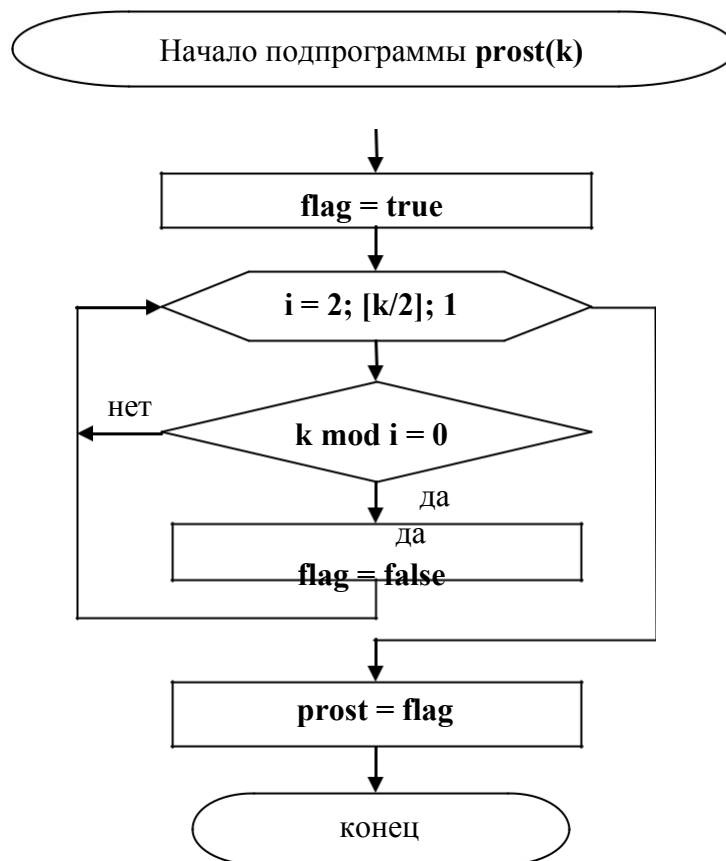 Начало подпрограммы prost(k)
flag = true
i = 2; [k/2]; 1
нет
k mod i = 0
да
да
flag = false
prost = flag
конец